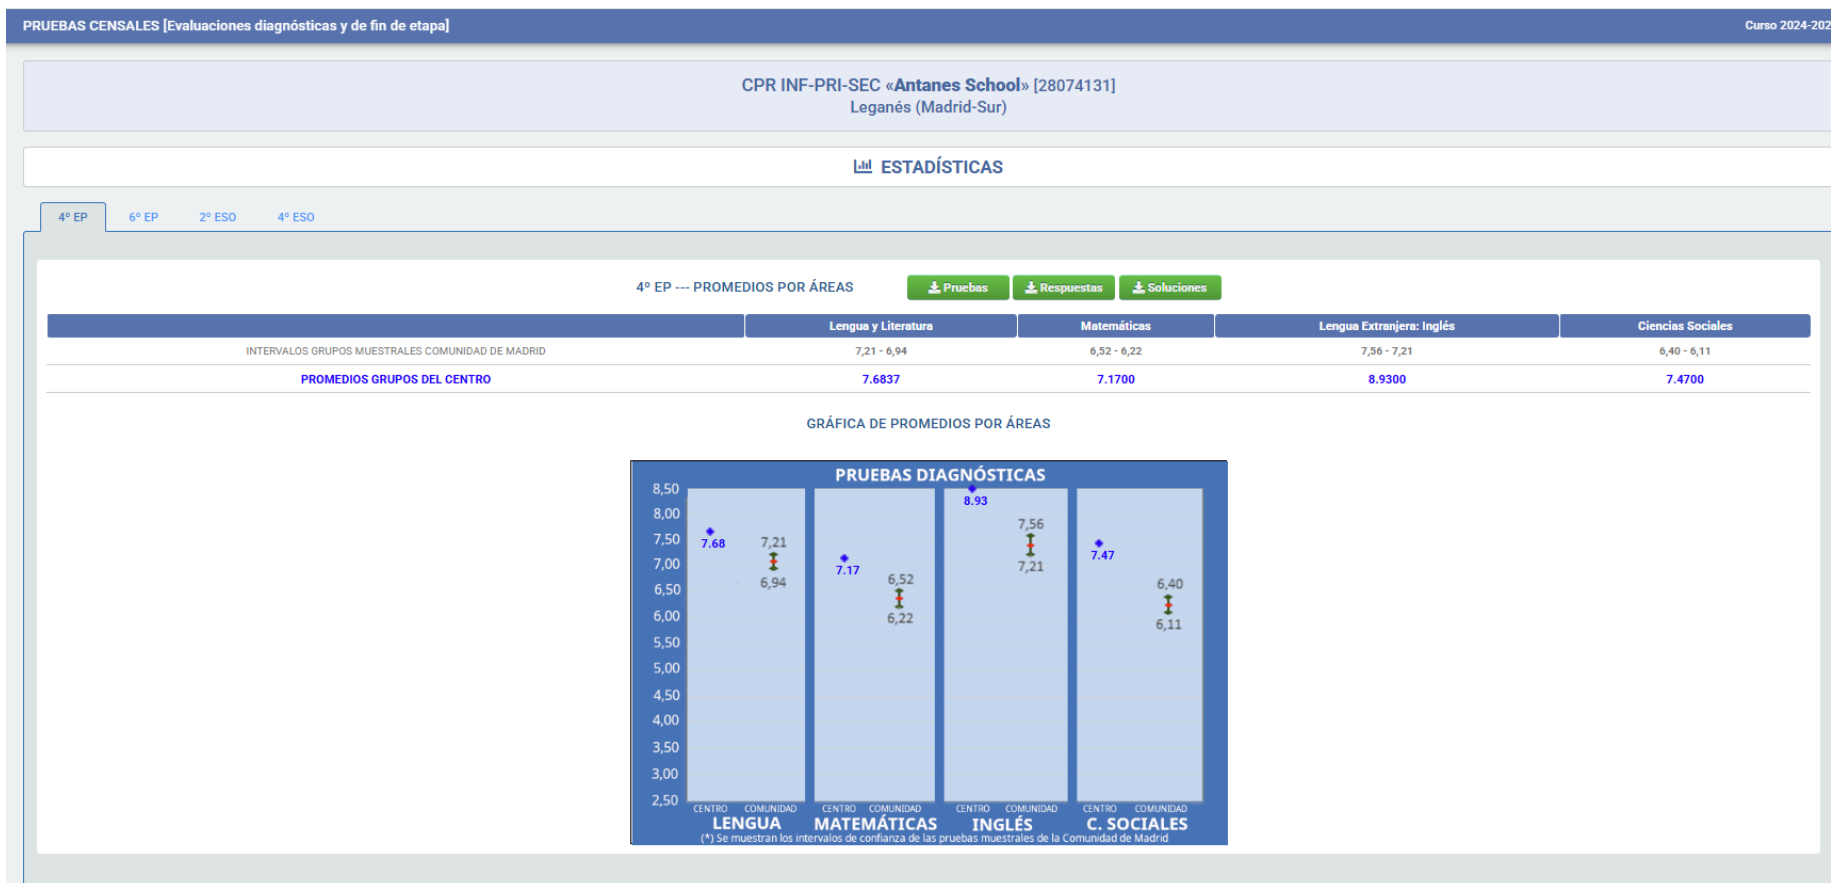 PRUEBAS CENSALES [Evaluaciones diagnósticas y de fin de etapa] Curso 2024-202
CPR INF-PRI-SEC «Antanes School» [28074131]
Leganés (Madrid-Sur)
ESTADÍSTICAS
4º EP 6º EP 2º ESO 4º ESO
4º EP --- PROMEDIOS POR ÁREAS Pruebas Respuestas Soluciones
Lengua y Literatura Matemáticas Lengua Extranjera: Inglés Ciencias Sociales
INTERVALOS GRUPOS MUESTRALES COMUNIDAD DE MADRID 7,21 - 6,94 6,52 - 6,22 7,56 - 7,21 6,40 - 6,11
PROMEDIOS GRUPOS DEL CENTRO 7.6837 7.1700 8.9300 7.4700
GRÁFICA DE PROMEDIOS POR ÁREAS
PRUEBAS DIAGNÓSTICAS
8,50
8,00
7,50
7,00
6,50
6,00
5,50
5,00
4,50
4,00
3,50
3,00
2,50
7.68
7,21
6,94
7.17
6,52
6,22
8.93
7,56
7,21
7.47
6,40
6,11
CENTRO COMUNIDAD CENTRO COMUNIDAD CENTRO COMUNIDAD CENTRO COMUNIDAD
LENGUA MATEMÁTICAS INGLÉS C. SOCIALES
(*) Se muestran los intervalos de confianza de las pruebas muestrales de la Comunidad de Madrid